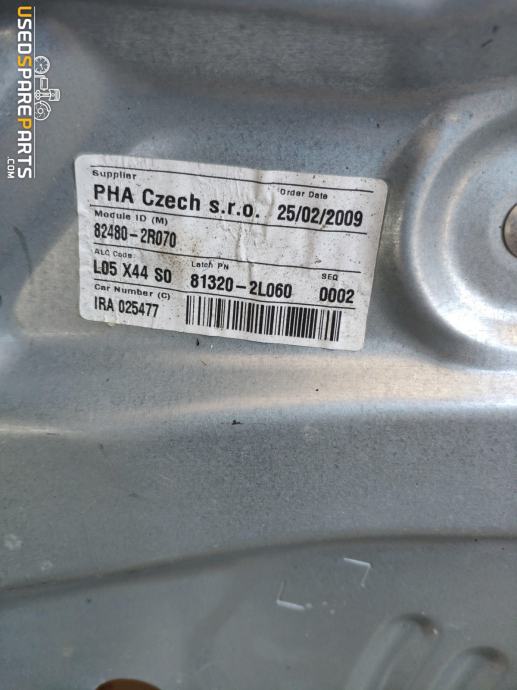 USEDSPAREPARTS.COM
Supplier
Order Date
PHA Czech s.r.o. 25/02/2009
Module ID (M)
82480-2R070
ALC Code
Latch PN
SEQ
L05 X44 S0 81320-2L060 0002
Car Number (C)
IRA 025477